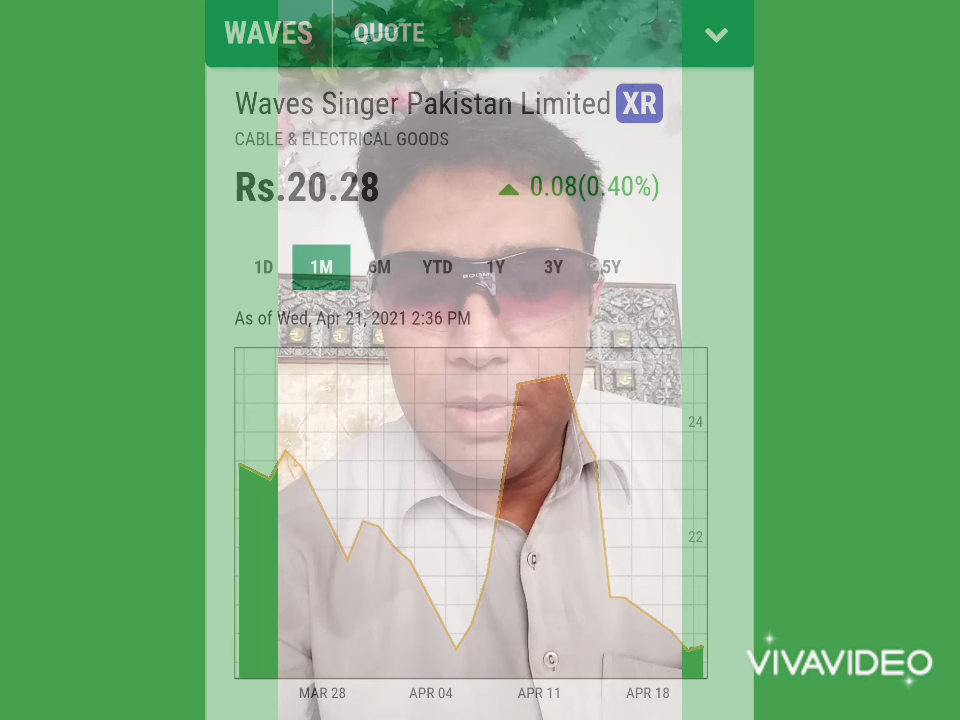 WAVES QUOTE
Waves Singer Pakistan Limited XR
CABLE & ELECTRICAL GOODS
Rs.20.28 0.08(0.40%)
1D 1M 6M YTD 1Y 3Y 5Y
As of Wed, Apr 21, 2021 2:36 PM
24
22
MAR 28 APR 04 APR 11 APR 18
VIVAVIDEO